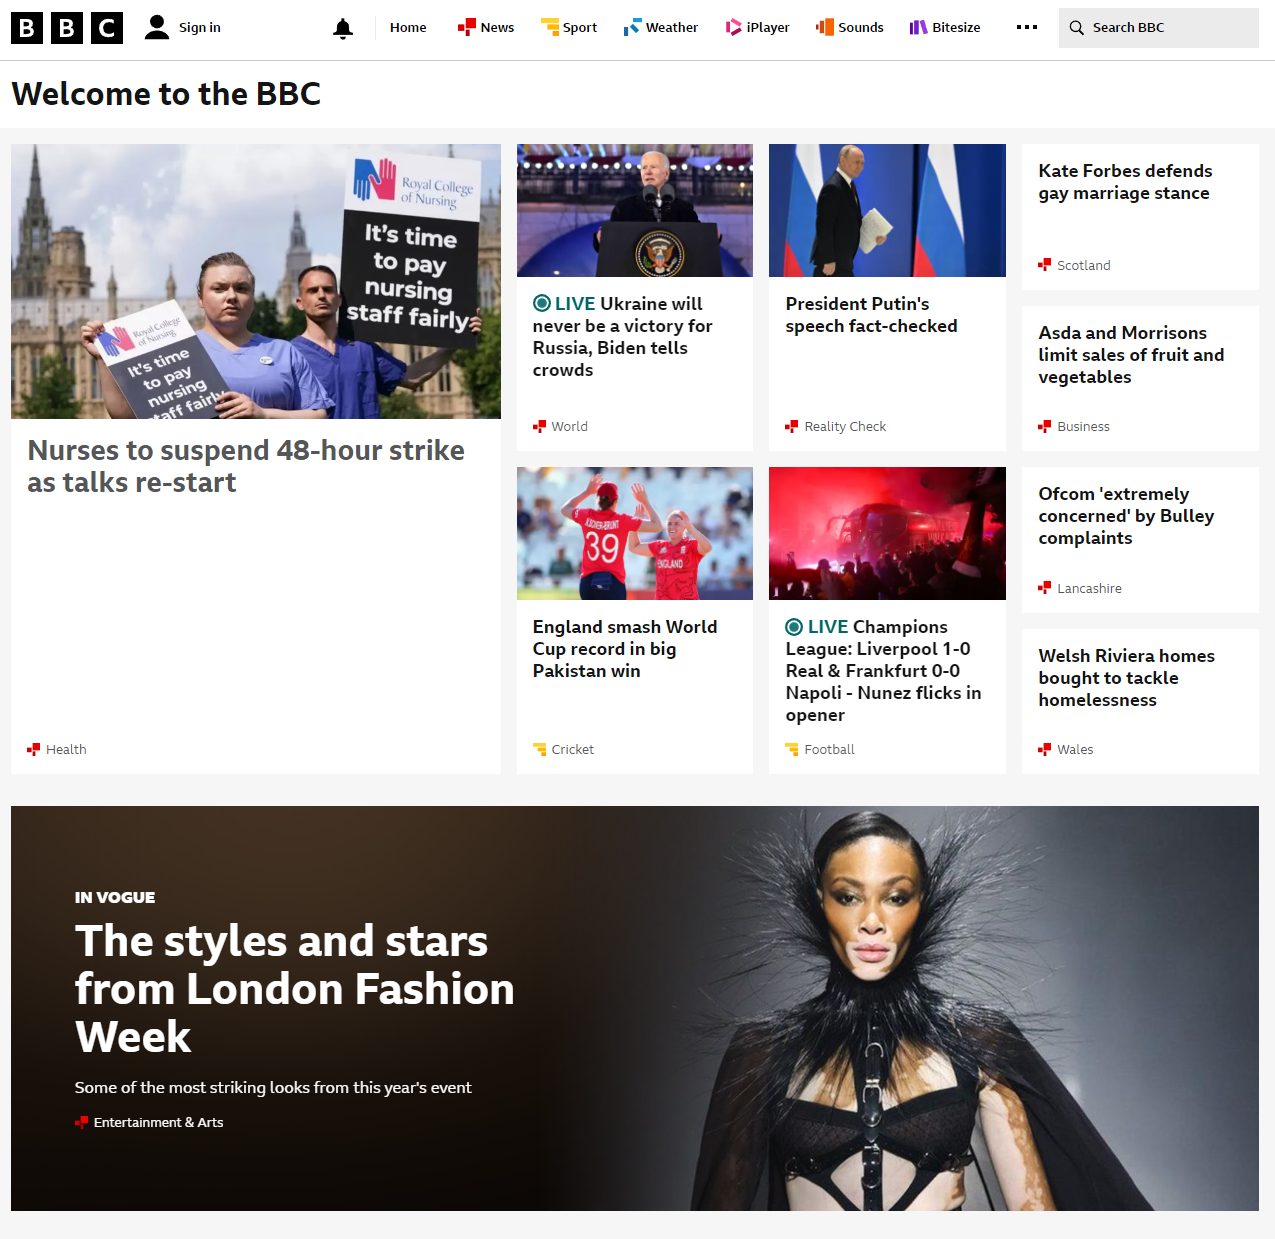 BBC
Sign in
Home
News
Sport
Weather
iPlayer
Sounds
Bitesize
Search BBC
Welcome to the BBC
Royal College
of Nursing
It's time
to pay
nursing
staff fairly
Royal College
of Nursing
It's time
to pay
nursing
staff fairly
Nurses to suspend 48-hour strike
as talks re-start
Health
LIVE Ukraine will
never be a victory for
Russia, Biden tells
crowds
World
President Putin's
speech fact-checked
Reality Check
Kate Forbes defends
gay marriage stance
Scotland
Asda and Morrisons
limit sales of fruit and
vegetables
Business
39
ENGLAND
England smash World
Cup record in big
Pakistan win
Cricket
LIVE Champions
League: Liverpool 1-0
Real & Frankfurt 0-0
Napoli - Nunez flicks in
opener
Football
Ofcom 'extremely
concerned' by Bulley
complaints
Lancashire
Welsh Riviera homes
bought to tackle
homelessness
Wales
IN VOGUE
The styles and stars
from London Fashion
Week
Some of the most striking looks from this year's event
Entertainment & Arts